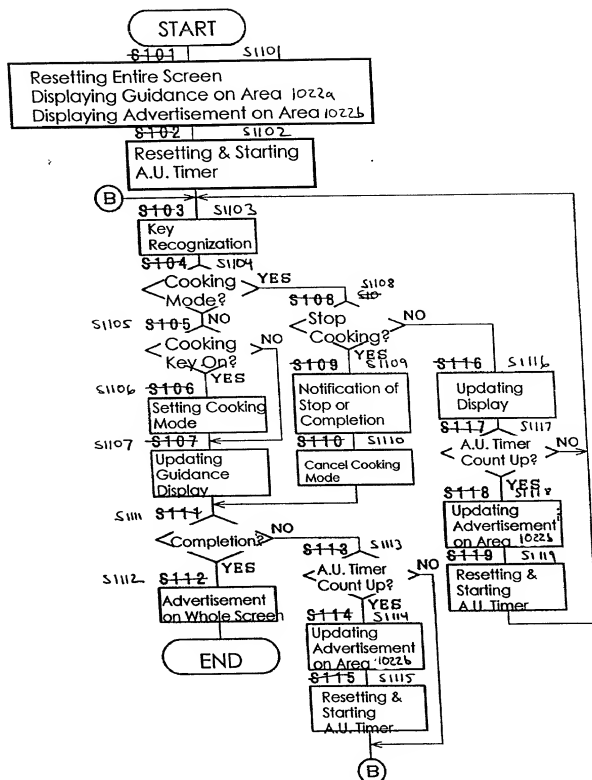 START
S101 S1101
Resetting Entire Screen
Displaying Guidance on Area 1022a
Displaying Advertisement on Area 1022b
S102 S1102
Resetting & Starting
A.U. Timer
B
S103 S1103
Key
Recognization
S104 S1104
Cooking
Mode?
YES
NO
S1105 S105
Cooking
Key On?
NO
YES
S1106 S106
Setting Cooking
Mode
S1107 S107
Updating
Guidance
Display
S108 S1108
Stop
Cooking?
NO
YES
S109 S1109
Notification of
Stop or
Completion
S110 S1110
Cancel Cooking
Mode
S1111 S111
Completion?
NO
YES
S1112 S112
Advertisement
on Whole Screen
END
S113 S1113
A.U. Timer
Count Up?
NO
YES
S114 S1114
Updating
Advertisement
on Area 1022b
S115 S1115
Resetting &
Starting
A.U. Timer
B
S116 S1116
Updating
Display
S117 S1117
A.U. Timer
Count Up?
NO
YES
S118 S1118
Updating
Advertisement
on Area 1022b
S119 S1119
Resetting &
Starting
A.U. Timer